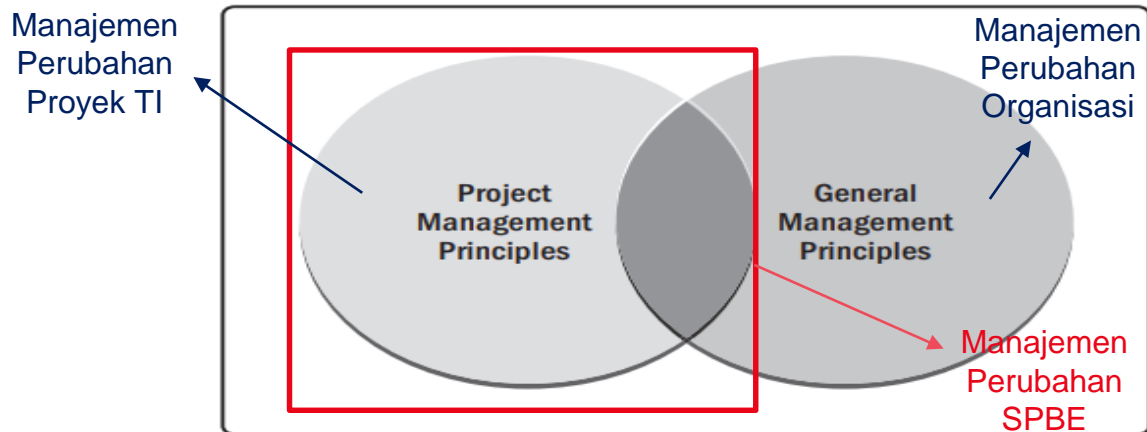 Manajemen
Perubahan
Proyek TI
Manajemen
Perubahan
Organisasi
Project
Management
Principles
General
Management
Principles
Manajemen
Perubahan
SPBE